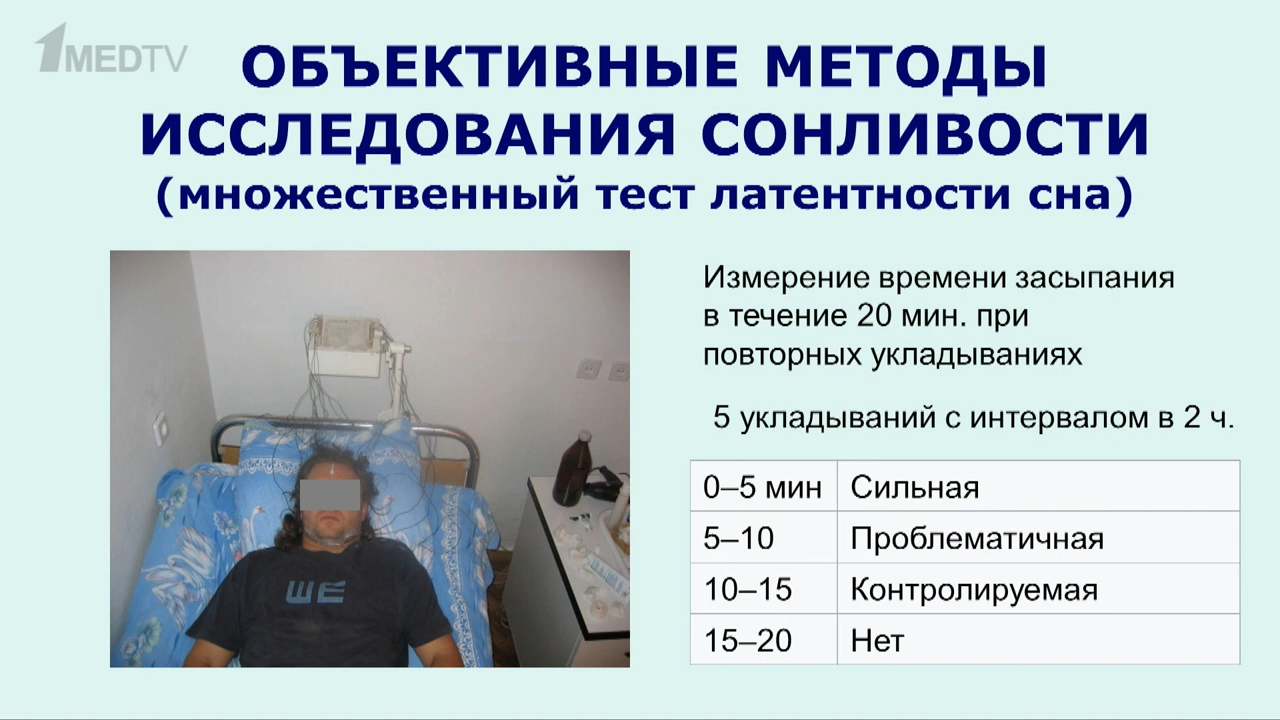 1MEDTV
ОБЪЕКТИВНЫЕ МЕТОДЫ
ИССЛЕДОВАНИЯ СОНЛИВОСТИ
(множественный тест латентности сна)
Измерение времени засыпания
в течение 20 мин. при
повторных укладываниях
5 укладываний с интервалом в 2 ч.
0–5 мин Сильная
5–10 Проблематичная
10–15 Контролируемая
15–20 Нет
ШЕ